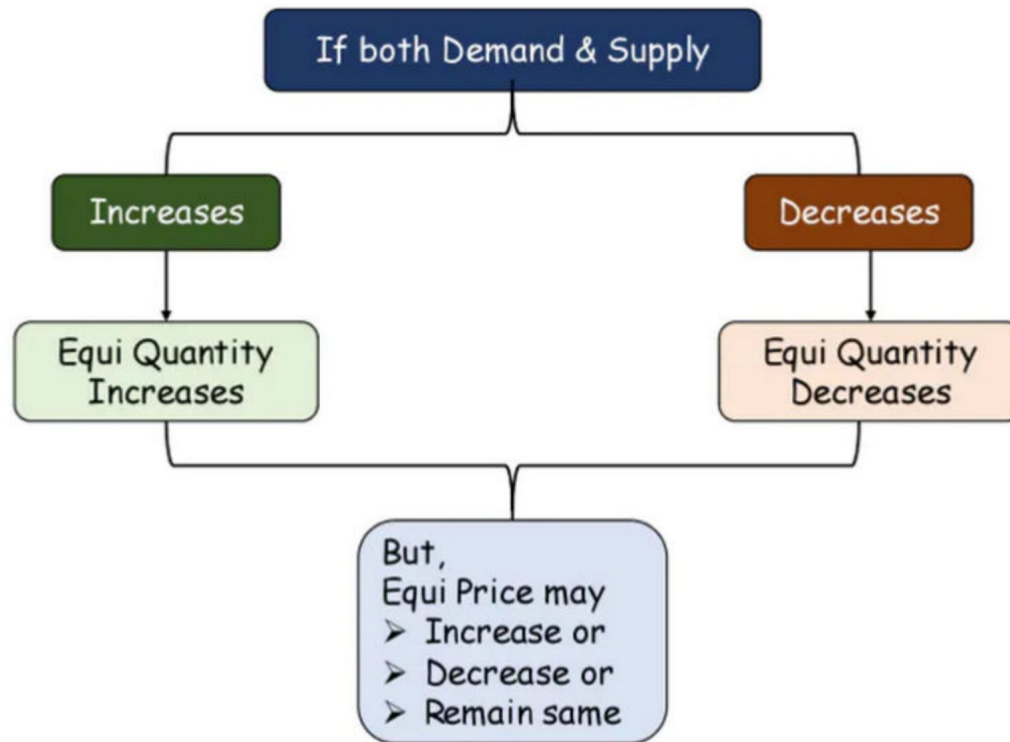 If both Demand & Supply
Increases
Decreases
Equi Quantity
Increases
Equi Quantity
Decreases
But,
Equi Price may
➢ Increase or
➢ Decrease or
➢ Remain same